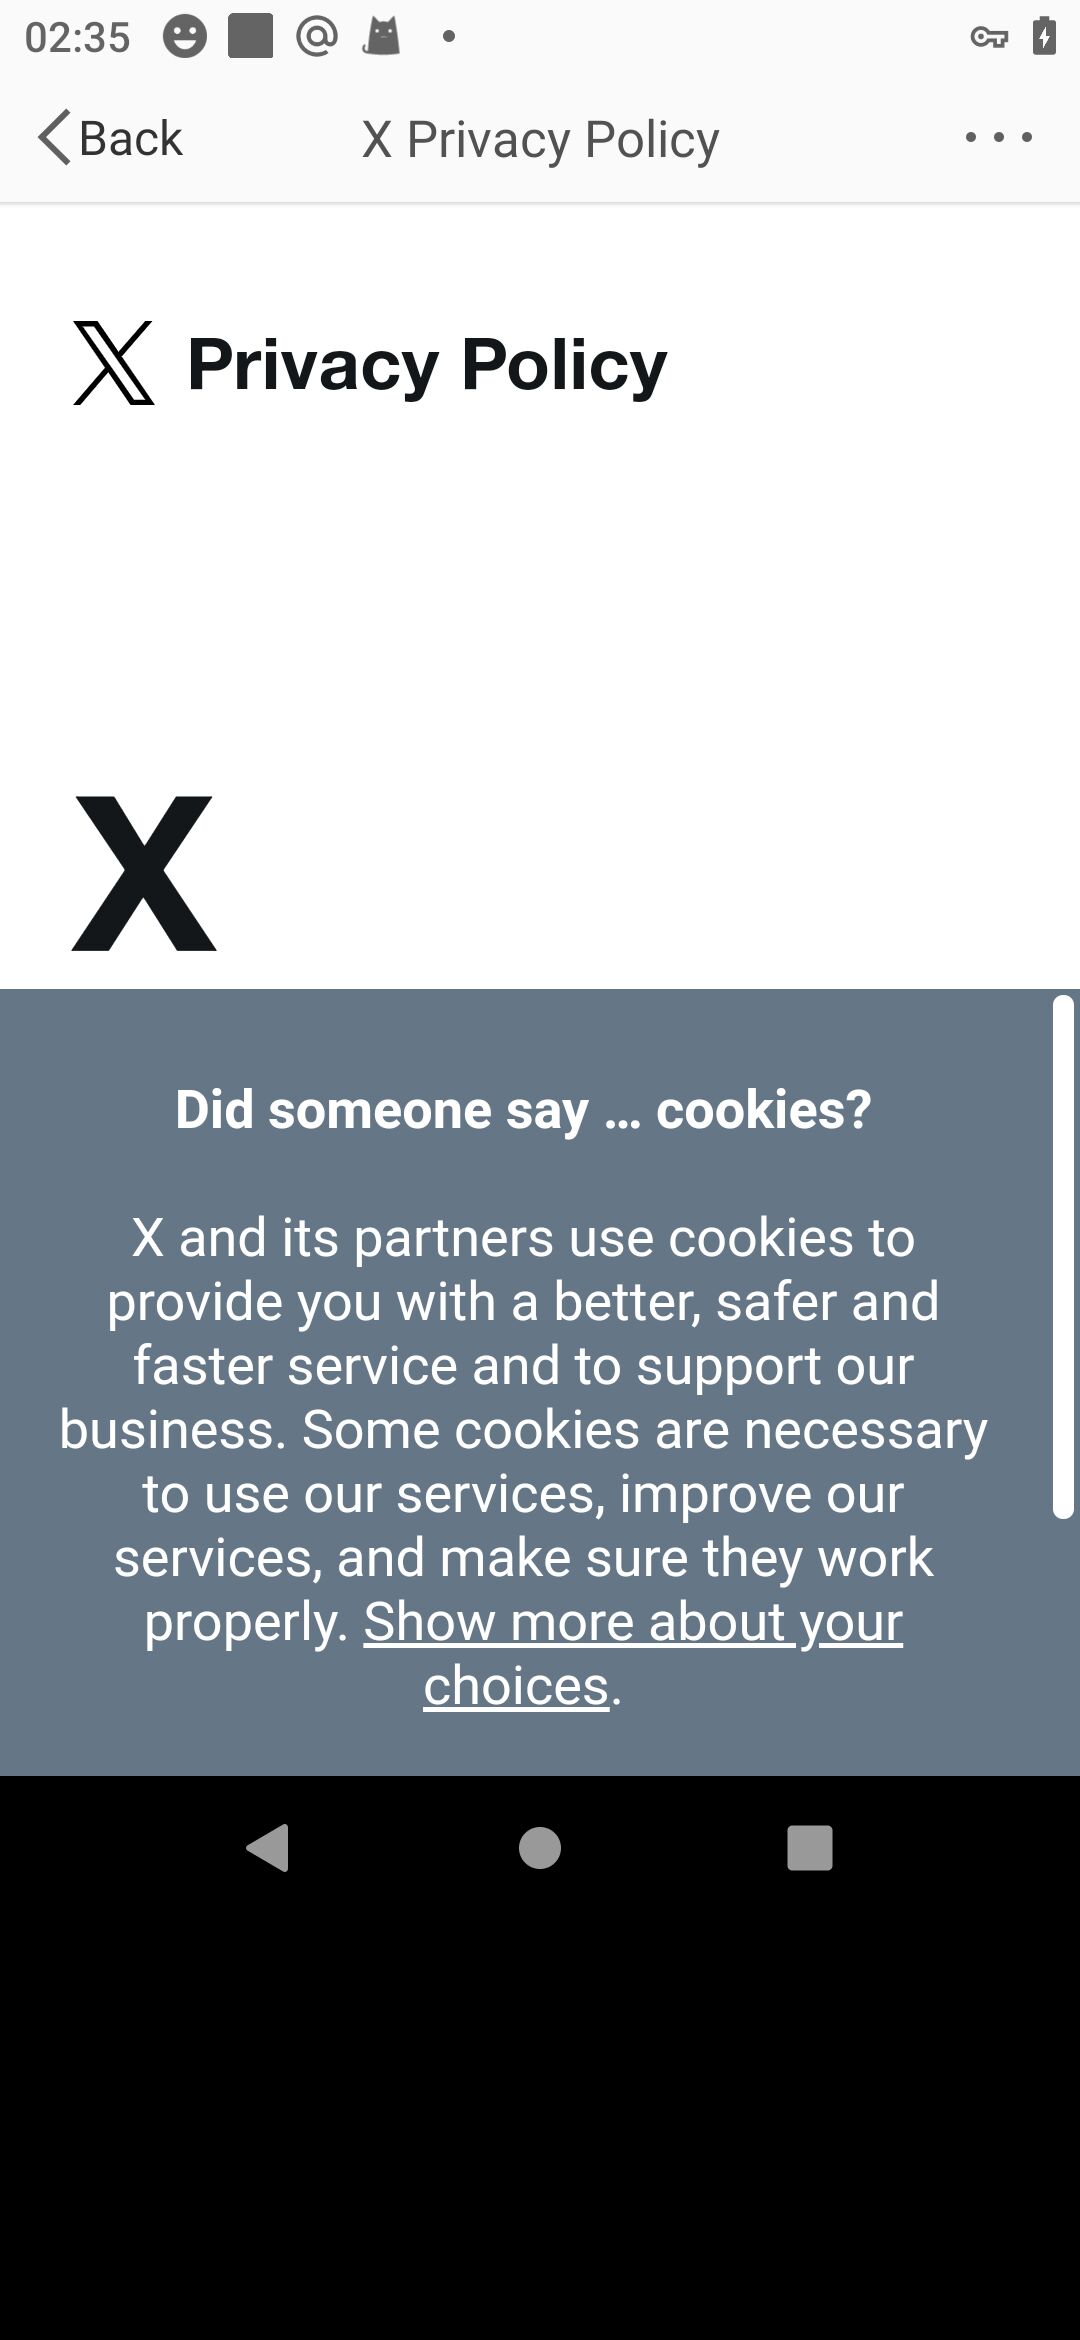 02:35
Back
X Privacy Policy
X Privacy Policy
X
Did someone say … cookies?
X and its partners use cookies to
provide you with a better, safer and
faster service and to support our
business. Some cookies are necessary
to use our services, improve our
services, and make sure they work
properly. Show more about your
choices.